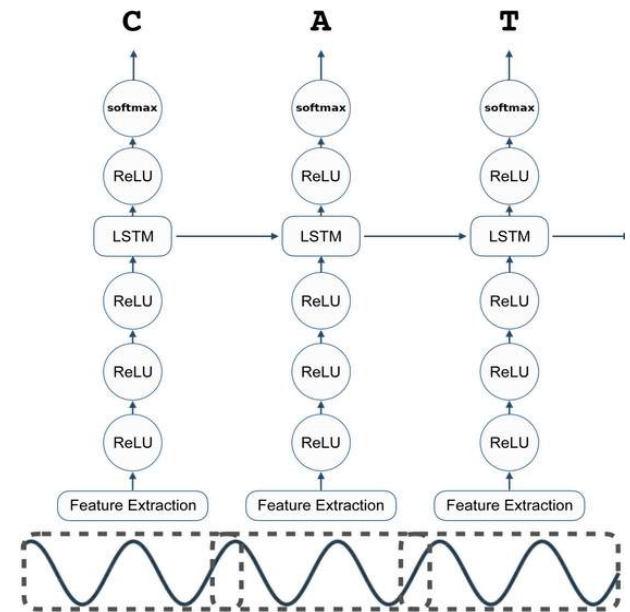 C A T
softmax softmax softmax
ReLU ReLU ReLU
LSTM LSTM LSTM
ReLU ReLU ReLU
ReLU ReLU ReLU
ReLU ReLU ReLU
Feature Extraction Feature Extraction Feature Extraction